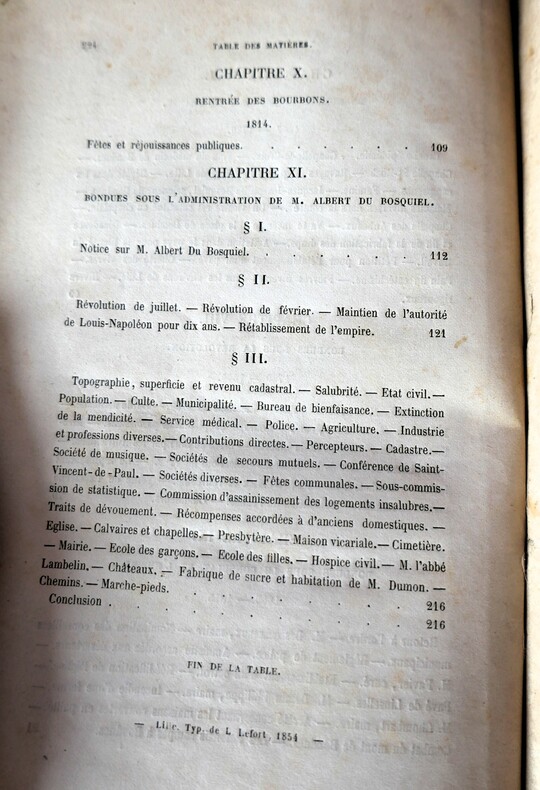 224 TABLE DES MATIÈRES.
CHAPITRE X.
RENTRÉE DES BOURBONS.
1814.
Fêtes et réjouissances publiques. . . . . . 109
CHAPITRE XI.
BONDUES SOUS L'ADMINISTRATION DE M. ALBERT DU BOSQUIEL.
§ I.
Notice sur M. Albert Du Bosquiel. . . . . . 112
§ II.
Révolution de juillet. — Révolution de février. — Maintien de l'autorité
de Louis-Napoléon pour dix ans. — Rétablissement de l'empire. 121
§ III.
Topographie, superficie et revenu cadastral. — Salubrité. — Etat civil. —
Population. — Culte. — Municipalité. — Bureau de bienfaisance. — Extinction
de la mendicité. — Service médical. — Police. — Agriculture. — Industrie
et professions diverses. — Contributions directes. — Percepteurs. — Cadastre. —
Société de musique. — Sociétés de secours mutuels. — Conférence de Saint-
Vincent-de-Paul. — Sociétés diverses. — Fêtes communales. — Sous-commis-
sion de statistique. — Commission d'assainissement des logements insalubres. —
Traits de dévouement. — Récompenses accordées à d'anciens domestiques. —
Eglise. — Calvaires et chapelles. — Presbytère. — Maison vicariale. — Cimetière.
— Mairie. — Ecole des garçons. — Ecole des filles. — Hospice civil. — M. l'abbé
Lambelin. — Châteaux. — Fabrique de sucre et habitation de M. Dumon. —
Chemins. — Marche-pieds. . . . . . . 216
Conclusion . . . . . . . . 216
FIN DE LA TABLE.
— Lille. Typ. de L. Lefort. 1854 —